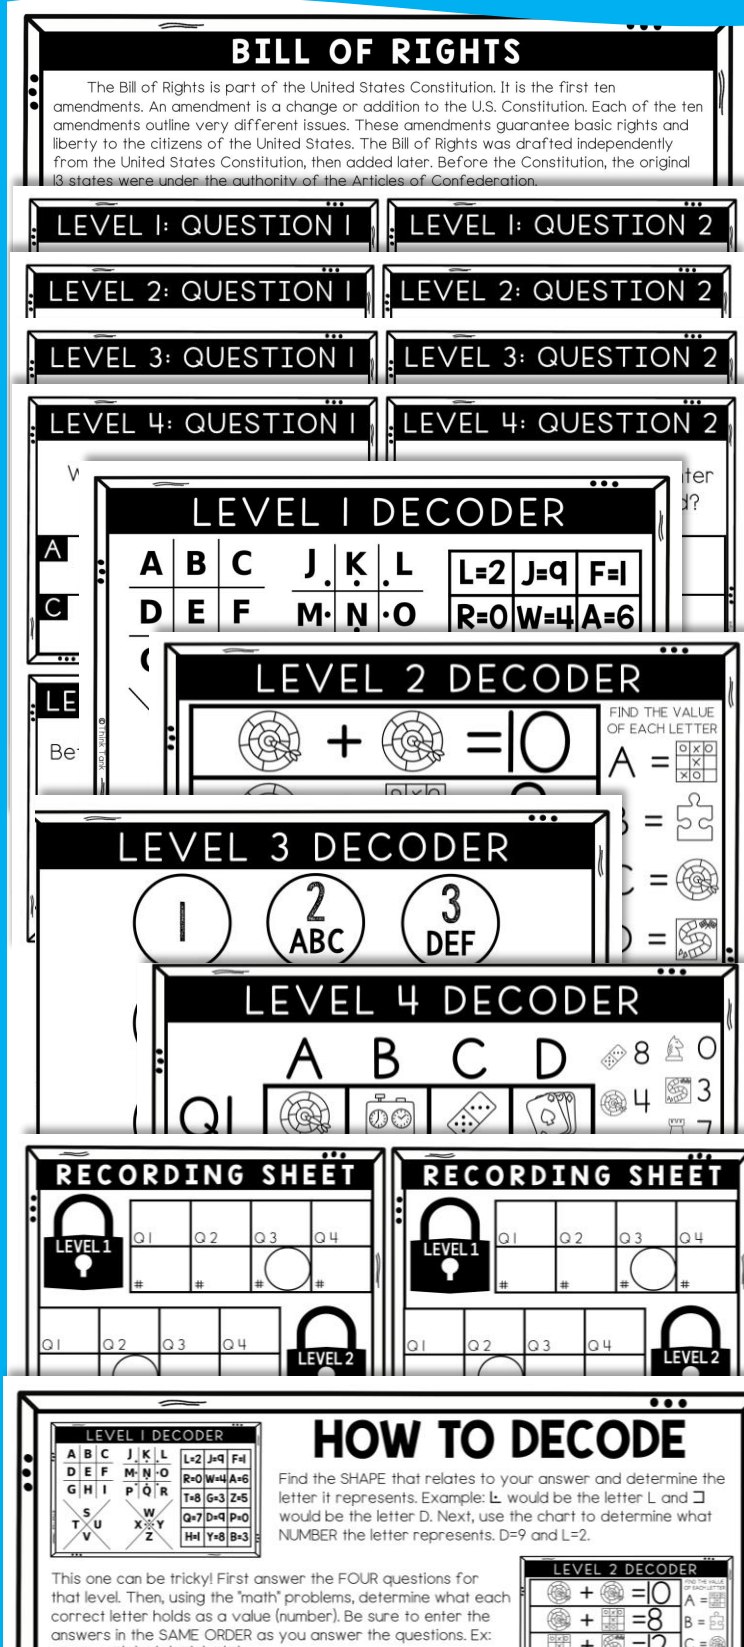 BILL OF RIGHTS
The Bill of Rights is part of the United States Constitution. It is the first ten
amendments. An amendment is a change or addition to the U.S. Constitution. Each of the ten
amendments outline very different issues. These amendments guarantee basic rights and
liberty to the citizens of the United States. The Bill of Rights was drafted independently
from the United States Constitution, then added later. Before the Constitution, the original
13 states were under the authority of the Articles of Confederation.
LEVEL 1: QUESTION 1
LEVEL 1: QUESTION 2
LEVEL 2: QUESTION 1
LEVEL 2: QUESTION 2
LEVEL 3: QUESTION 1
LEVEL 3: QUESTION 2
LEVEL 4: QUESTION 1
LEVEL 4: QUESTION 2
A
C
LEVEL 1 DECODER
A B C
D E F
J K L
M N O
L=2 J=9 F=1
R=0 W=4 A=6
© Think Tank
LEVEL 2 DECODER
+ =10
FIND THE VALUE
OF EACH LETTER
A =
=
=
=
LEVEL 3 DECODER
1
2
ABC
3
DEF
LEVEL 4 DECODER
A B C D
Q1
8 0
4 3
7
RECORDING SHEET
LEVEL 1
Q1 Q2 Q3 Q4
# # # #
Q1 Q2 Q3 Q4
LEVEL 2
RECORDING SHEET
LEVEL 1
Q1 Q2 Q3 Q4
# # # #
Q1 Q2 Q3 Q4
LEVEL 2
HOW TO DECODE
LEVEL 1 DECODER
A B C
D E F
G H I
J K L
M N O
P Q R
S
T U
V
W
X Y
Z
L=2 J=9 F=1
R=0 W=4 A=6
T=8 G=3 Z=5
Q=7 D=9 P=0
H=1 Y=8 B=3
Find the SHAPE that relates to your answer and determine the
letter it represents. Example: would be the letter L and
would be the letter D. Next, use the chart to determine what
NUMBER the letter represents. D=9 and L=2.
This one can be tricky! First answer the FOUR questions for
that level. Then, using the "math" problems, determine what each
correct letter holds as a value (number). Be sure to enter the
answers in the SAME ORDER as you answer the questions. Ex:
LEVEL 2 DECODER
+ =10
+ =8
+
FIND THE VALUE
OF EACH LETTER
A =
B =
C =